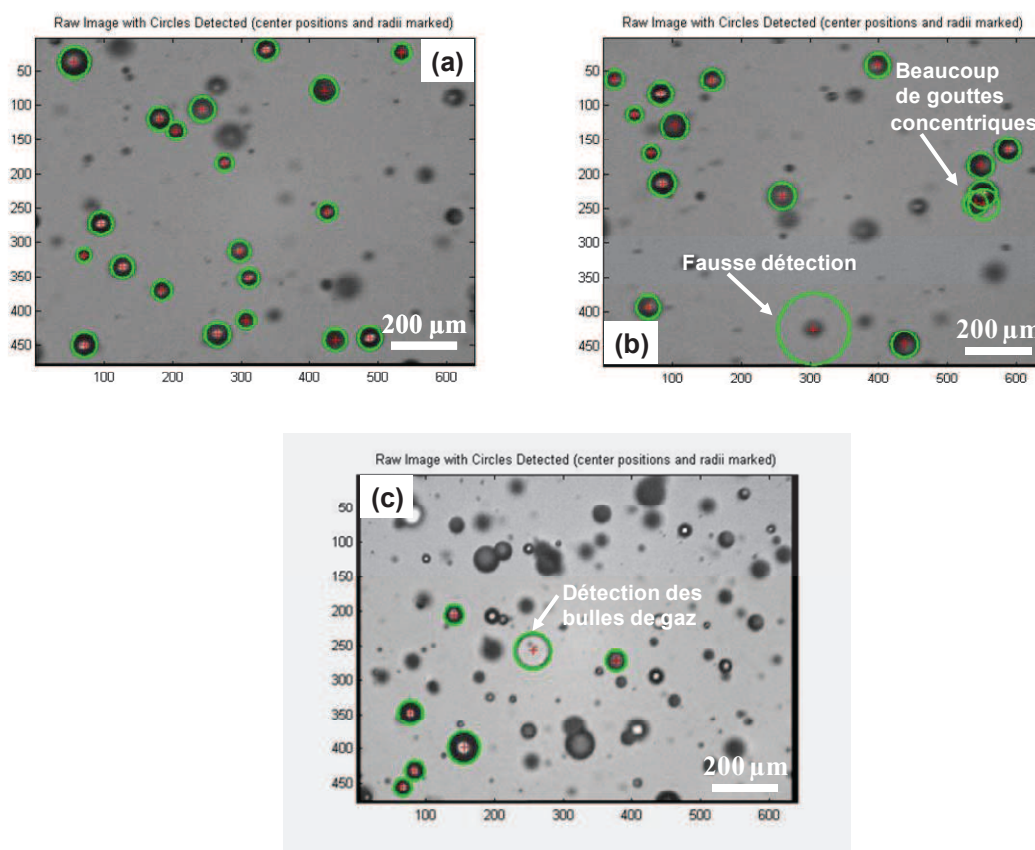 Raw Image with Circles Detected (center positions and radii marked)
(a)
50
100
150
200
250
300
350
400
450
200 µm
100 200 300 400 500 600
Raw Image with Circles Detected (center positions and radii marked)
Beaucoup
de gouttes
concentriques
Fausse détection
(b)
50
100
150
200
250
300
350
400
450
200 µm
100 200 300 400 500 600
Raw Image with Circles Detected (center positions and radii marked)
(c)
50
100
150
200
250
300
350
400
450
Détection des
bulles de gaz
200 µm
100 200 300 400 500 600